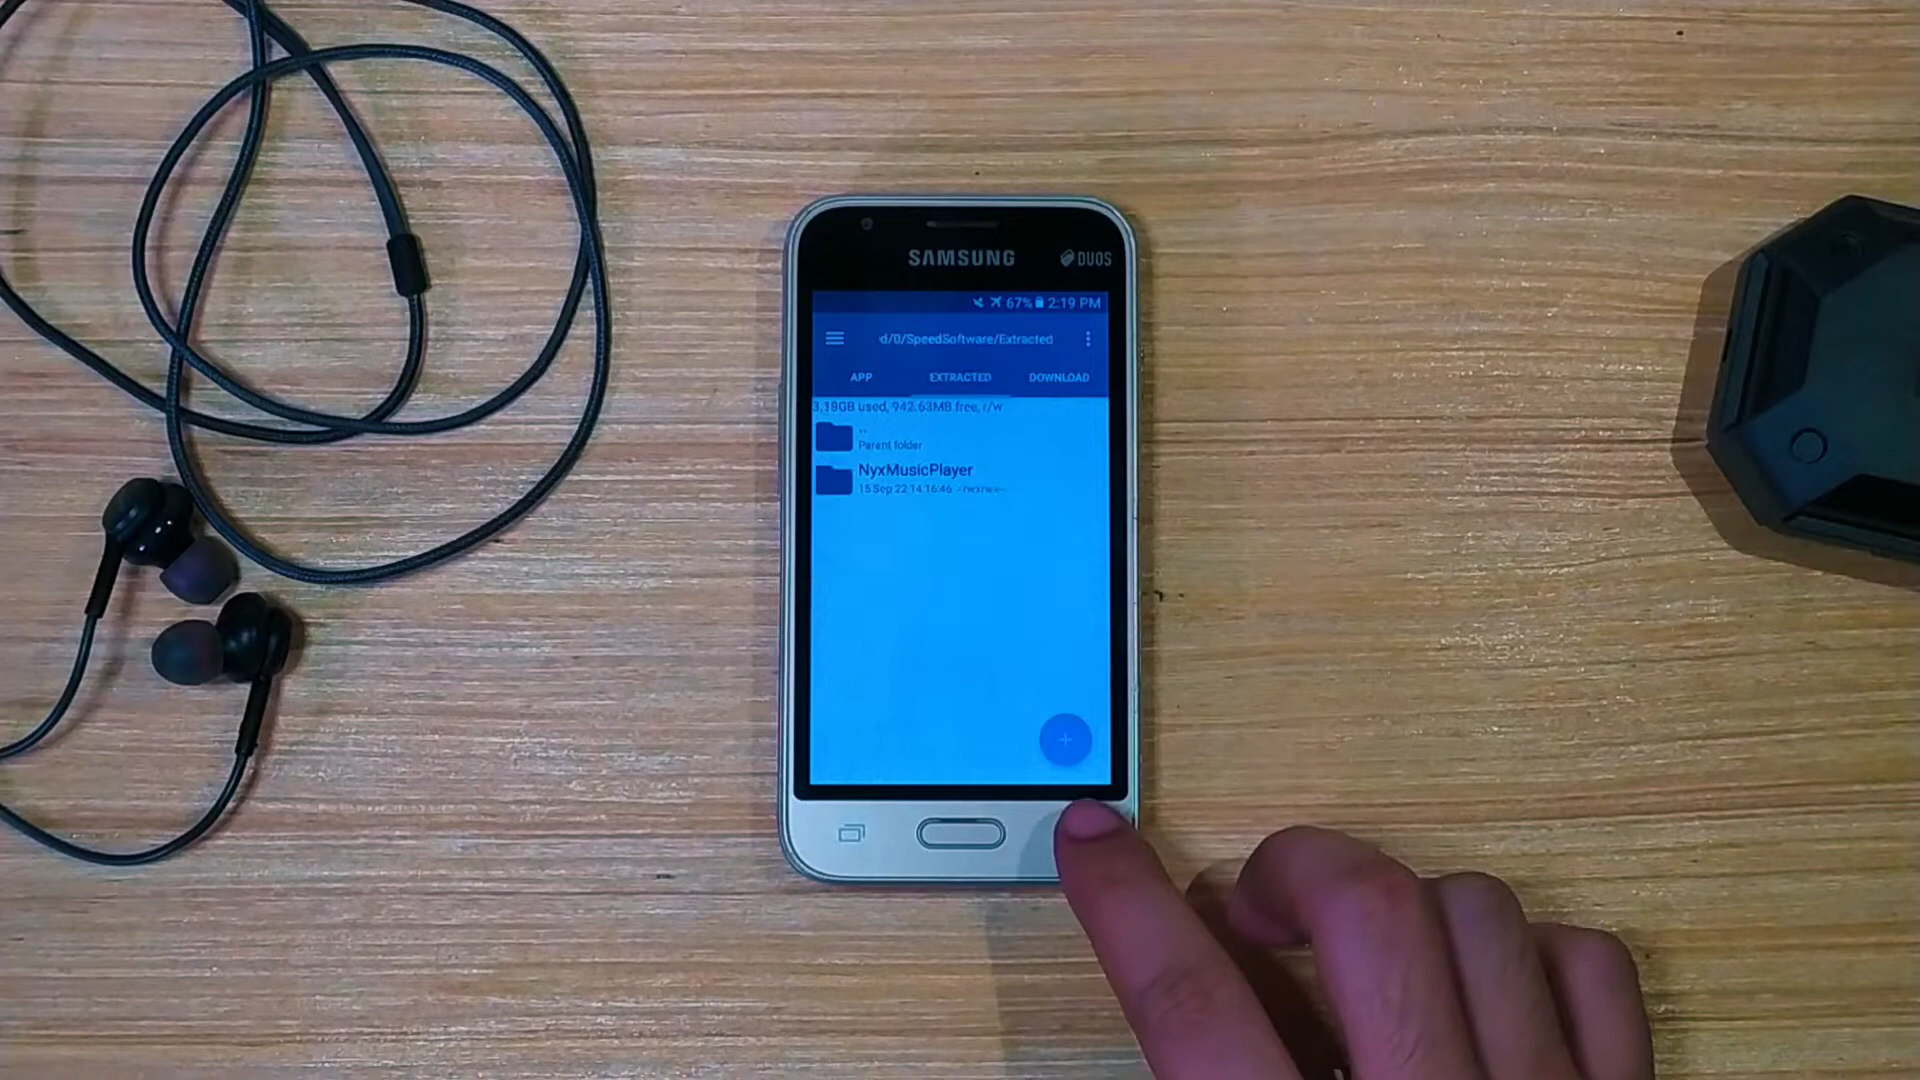 SAMSUNG
DUOS
67% 2:19 PM
d/0/SpeedSoftware/Extracted
APP EXTRACTED DOWNLOAD
3.18GB used, 942.63MB free, r/w
..
Parent folder
NyxMusicPlayer
15 Sep 22 14:16:46